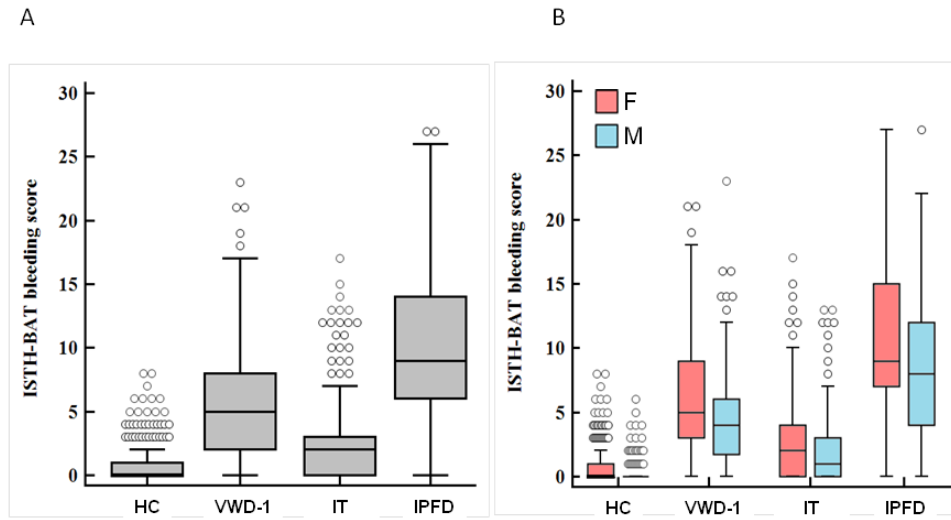 A
B
ISTH-BAT bleeding score
30
25
20
15
10
5
0
HC VWD-1 IT IPFD
ISTH-BAT bleeding score
30
25
20
15
10
5
0
F
M
HC VWD-1 IT IPFD